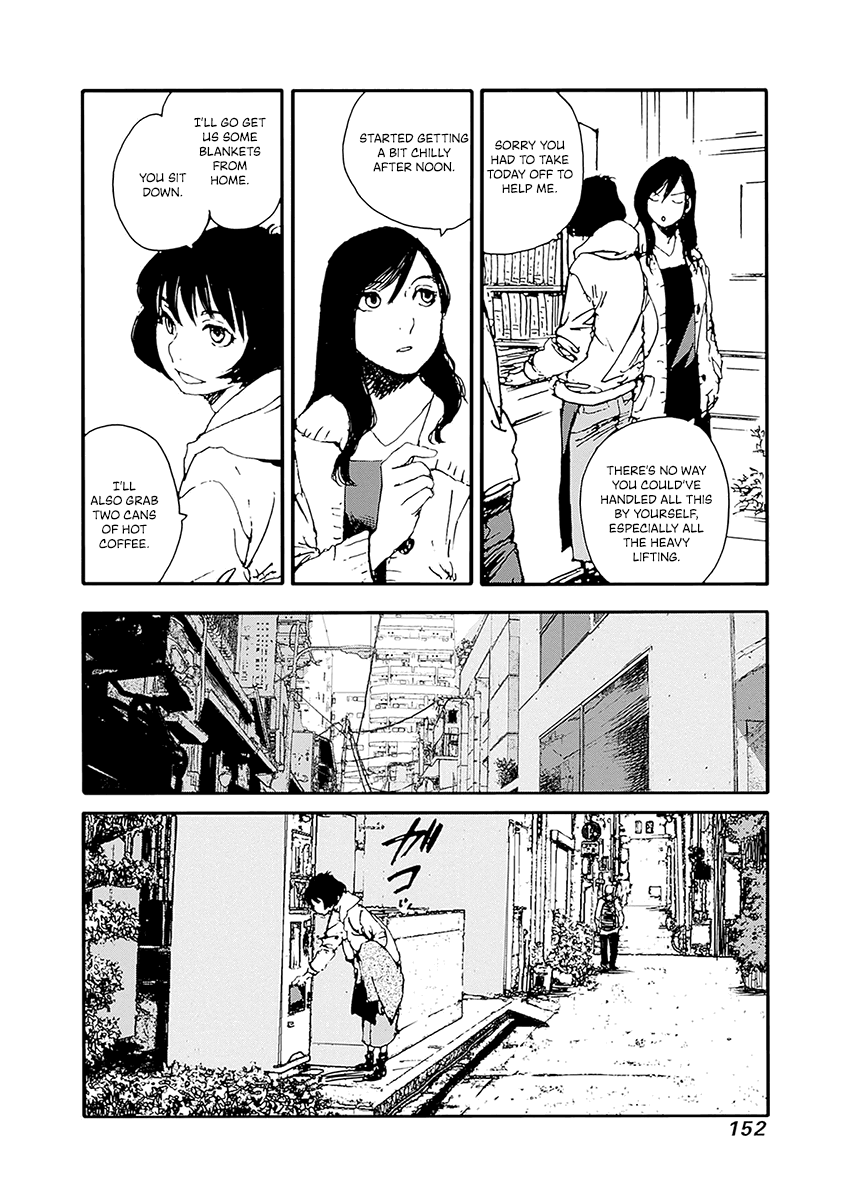 SORRY YOU
HAD TO TAKE
TODAY OFF TO
HELP ME.
THERE'S NO WAY
YOU COULD'VE
HANDLED ALL THIS
BY YOURSELF,
ESPECIALLY ALL
THE HEAVY
LIFTING.
STARTED GETTING
A BIT CHILLY
AFTER NOON.
I'LL GO GET
US SOME
BLANKETS
FROM
HOME.
YOU SIT
DOWN.
I'LL
ALSO GRAB
TWO CANS
OF HOT
COFFEE.
ガコン
152